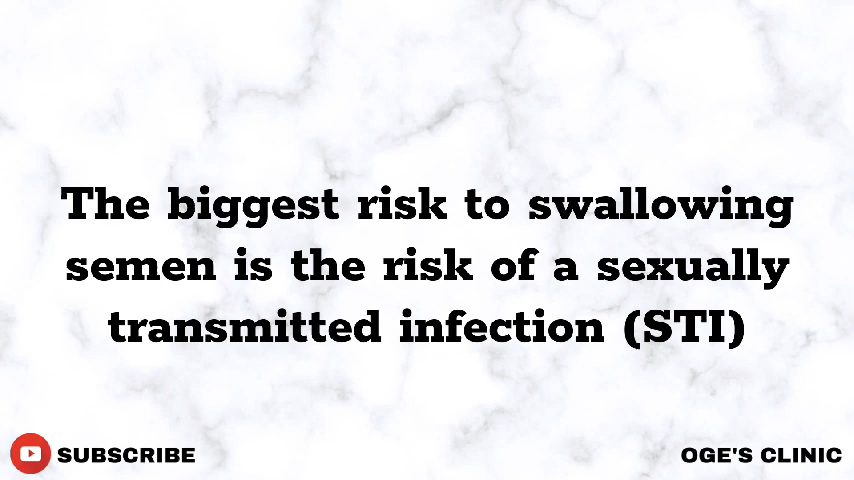 The biggest risk to swallowing
semen is the risk of a sexually
transmitted infection (STI)
SUBSCRIBE
OGE'S CLINIC